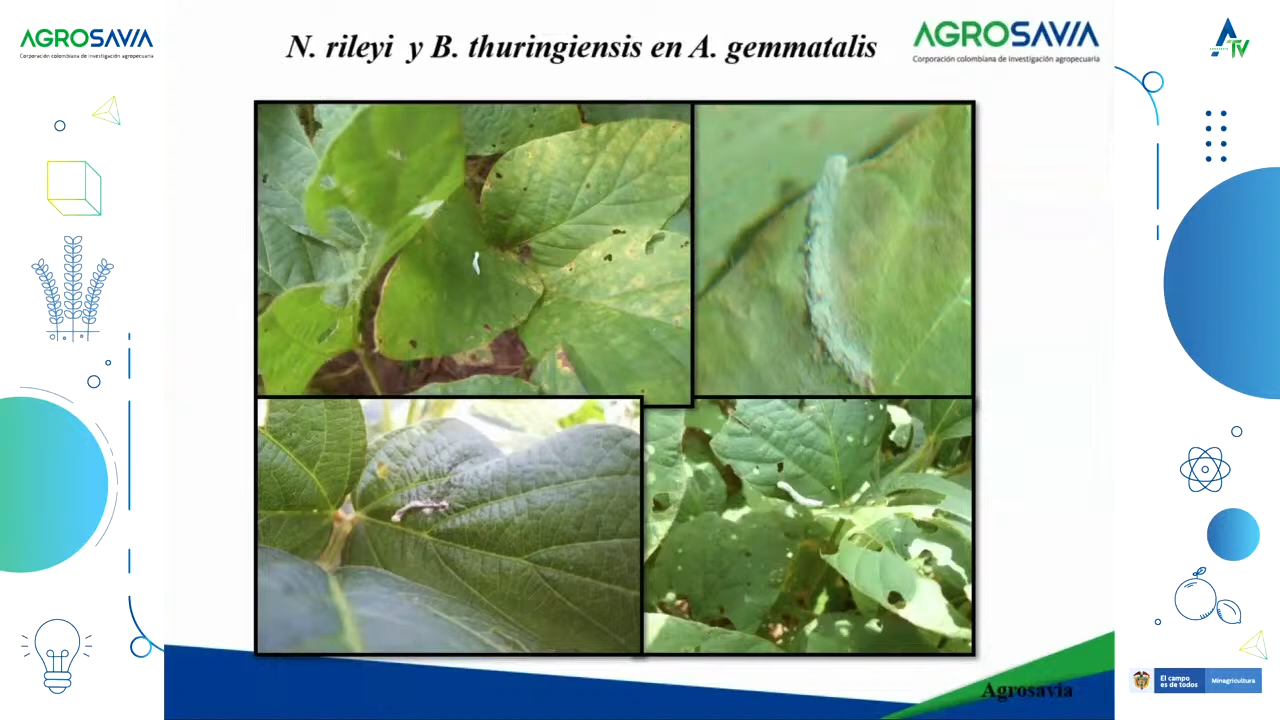 AGROSAVIA
Corporación colombiana de investigación agropecuaria
N. rileyi y B. thuringiensis en A. gemmatalis
AGROSAVIA
Corporación colombiana de investigación agropecuaria
TV
El campo
es de todos
Minagricultura
Agrosavia